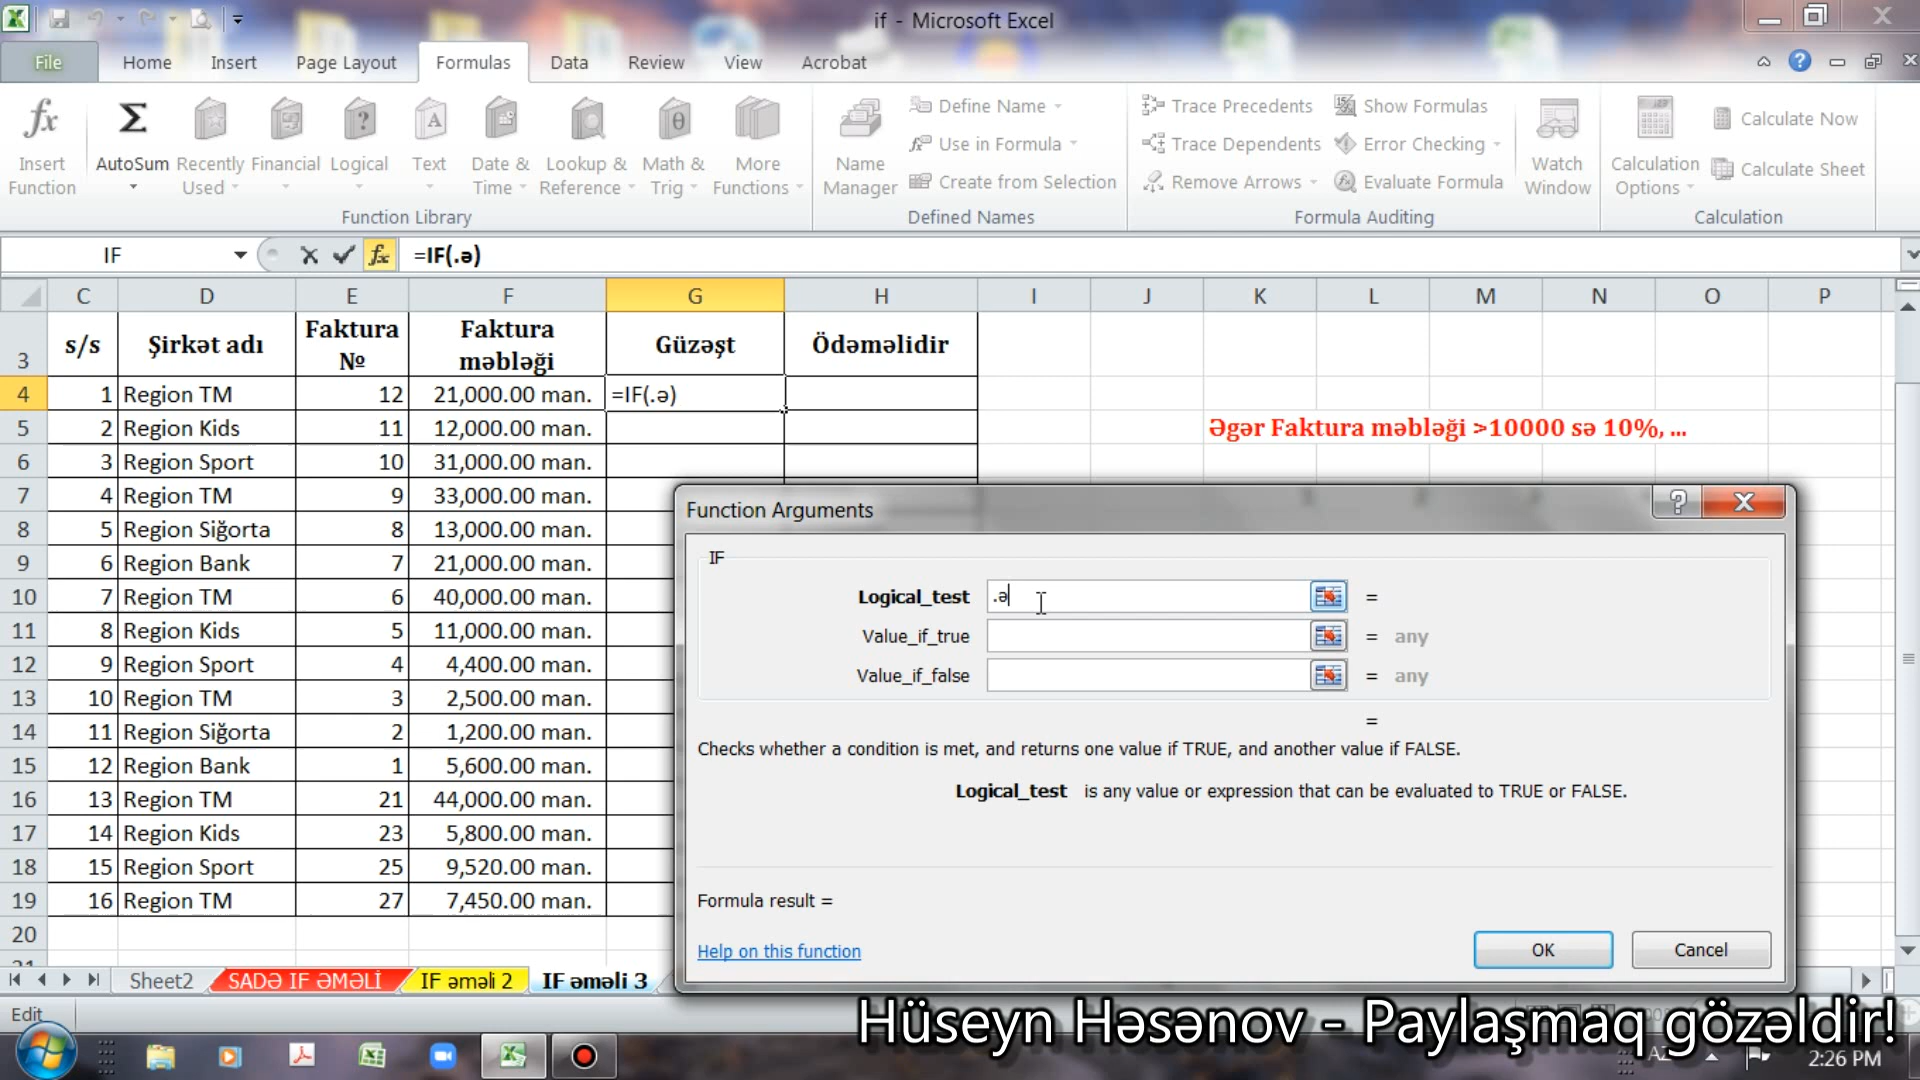 if - Microsoft Excel
File Home Insert Page Layout Formulas Data Review View Acrobat
fx Σ Define Name Trace Precedents Show Formulas Calculate Now
Use in Formula Trace Dependents Error Checking
Insert Function AutoSum Recently Used Financial Logical Text Date & Time Lookup & Reference Math & Trig More Functions Name Manager Create from Selection Remove Arrows Evaluate Formula Watch Window Calculation Options Calculate Sheet
Function Library Defined Names Formula Auditing Calculation
IF fx =IF(.ə)
C D E F G H I J K L M N O P
3 s/s Şirkət adı Faktura № Faktura məbləği Güzəşt Ödəməlidir
4 1 Region TM 12 21,000.00 man. =IF(.ə)
5 2 Region Kids 11 12,000.00 man. Əgər Faktura məbləği >10000 sə 10%, ...
6 3 Region Sport 10 31,000.00 man.
7 4 Region TM 9 33,000.00 man.
8 5 Region Siğorta 8 13,000.00 man.
9 6 Region Bank 7 21,000.00 man.
10 7 Region TM 6 40,000.00 man.
11 8 Region Kids 5 11,000.00 man.
12 9 Region Sport 4 4,400.00 man.
13 10 Region TM 3 2,500.00 man.
14 11 Region Siğorta 2 1,200.00 man.
15 12 Region Bank 1 5,600.00 man.
16 13 Region TM 21 44,000.00 man.
17 14 Region Kids 23 5,800.00 man.
18 15 Region Sport 25 9,520.00 man.
19 16 Region TM 27 7,450.00 man.
20
Function Arguments
IF
Logical_test .ə =
Value_if_true = any
Value_if_false = any
=
Checks whether a condition is met, and returns one value if TRUE, and another value if FALSE.
Logical_test is any value or expression that can be evaluated to TRUE or FALSE.
Formula result =
Help on this function OK Cancel
Sheet2 SADƏ IF ƏMƏLİ IF əməli 2 IF əməli 3
Edit
Hüseyn Həsənov - Paylaşmaq gözəldir!
AZ 2:26 PM